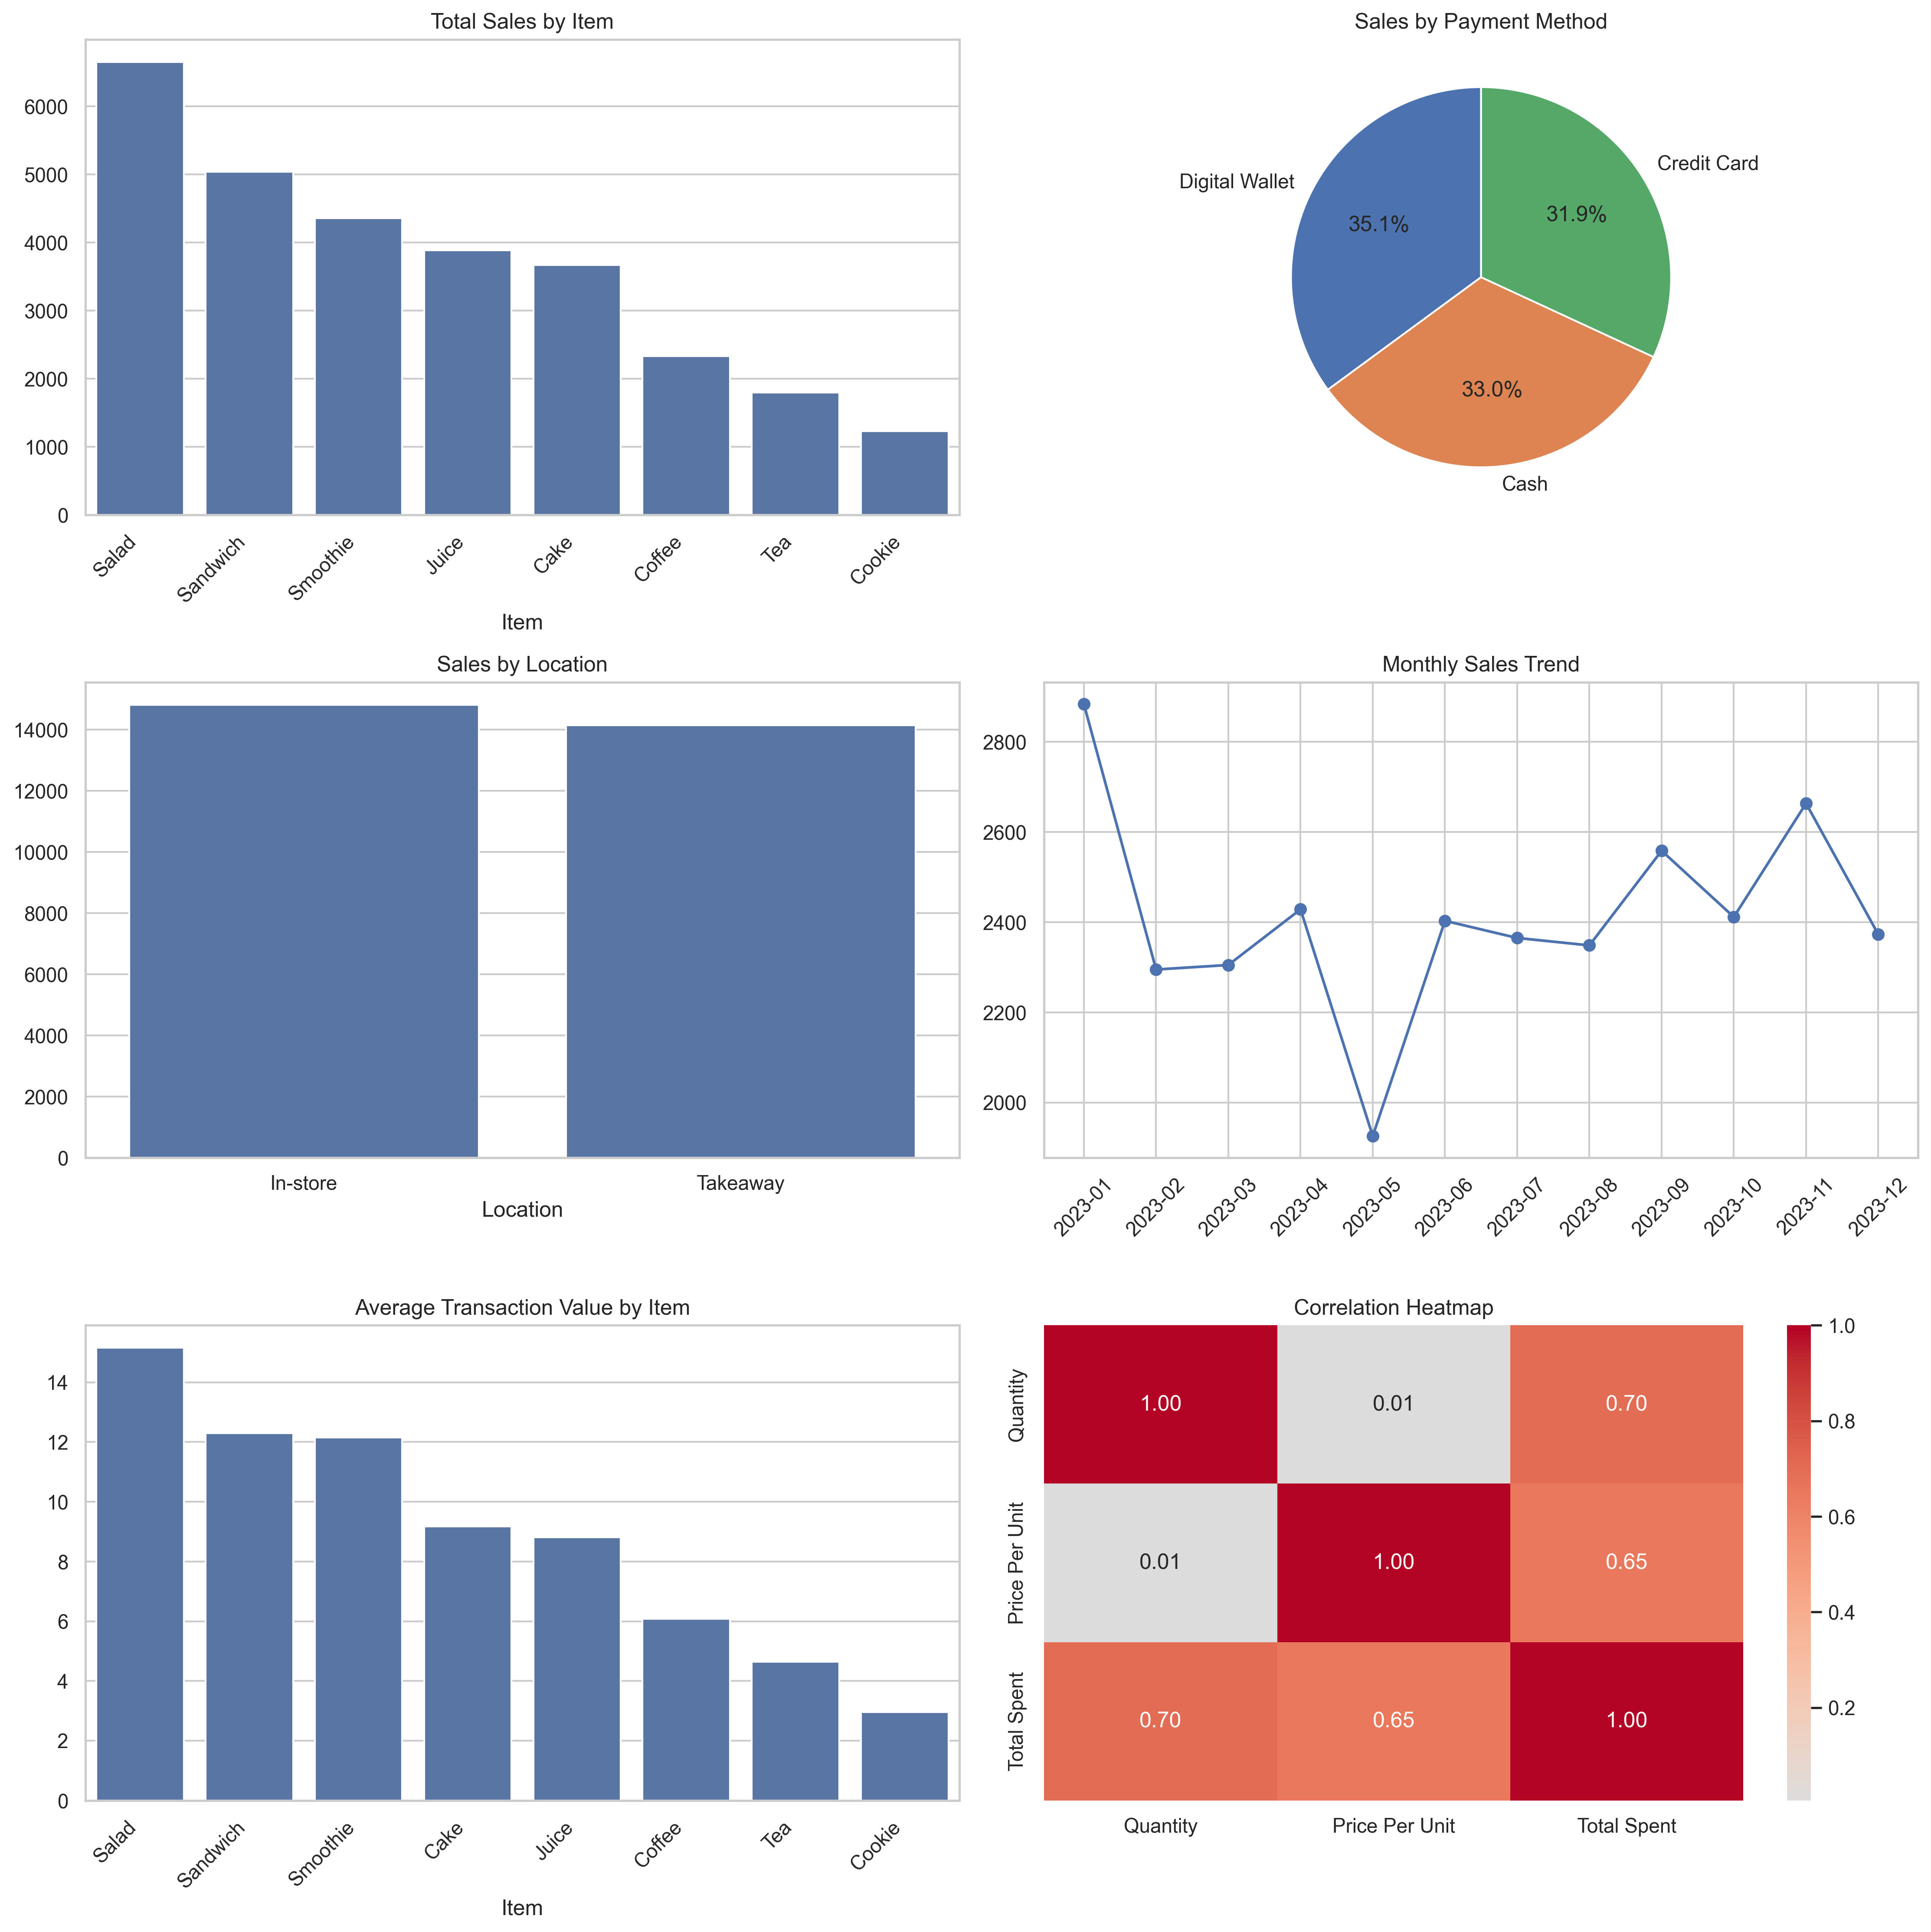 Total Sales by Item
6000
5000
4000
3000
2000
1000
0
Salad
Sandwich
Smoothie
Juice
Cake
Coffee
Tea
Cookie
Item
Sales by Payment Method
Digital Wallet
35.1%
Credit Card
31.9%
33.0%
Cash
Sales by Location
14000
12000
10000
8000
6000
4000
2000
0
In-store
Takeaway
Location
Monthly Sales Trend
2800
2600
2400
2200
2000
2023-01
2023-02
2023-03
2023-04
2023-05
2023-06
2023-07
2023-08
2023-09
2023-10
2023-11
2023-12
Average Transaction Value by Item
14
12
10
8
6
4
2
0
Salad
Sandwich
Smoothie
Cake
Juice
Coffee
Tea
Cookie
Item
Correlation Heatmap
Quantity
1.00 0.01 0.70
Price Per Unit
0.01 1.00 0.65
Total Spent
0.70 0.65 1.00
Quantity Price Per Unit Total Spent
1.0
0.8
0.6
0.4
0.2